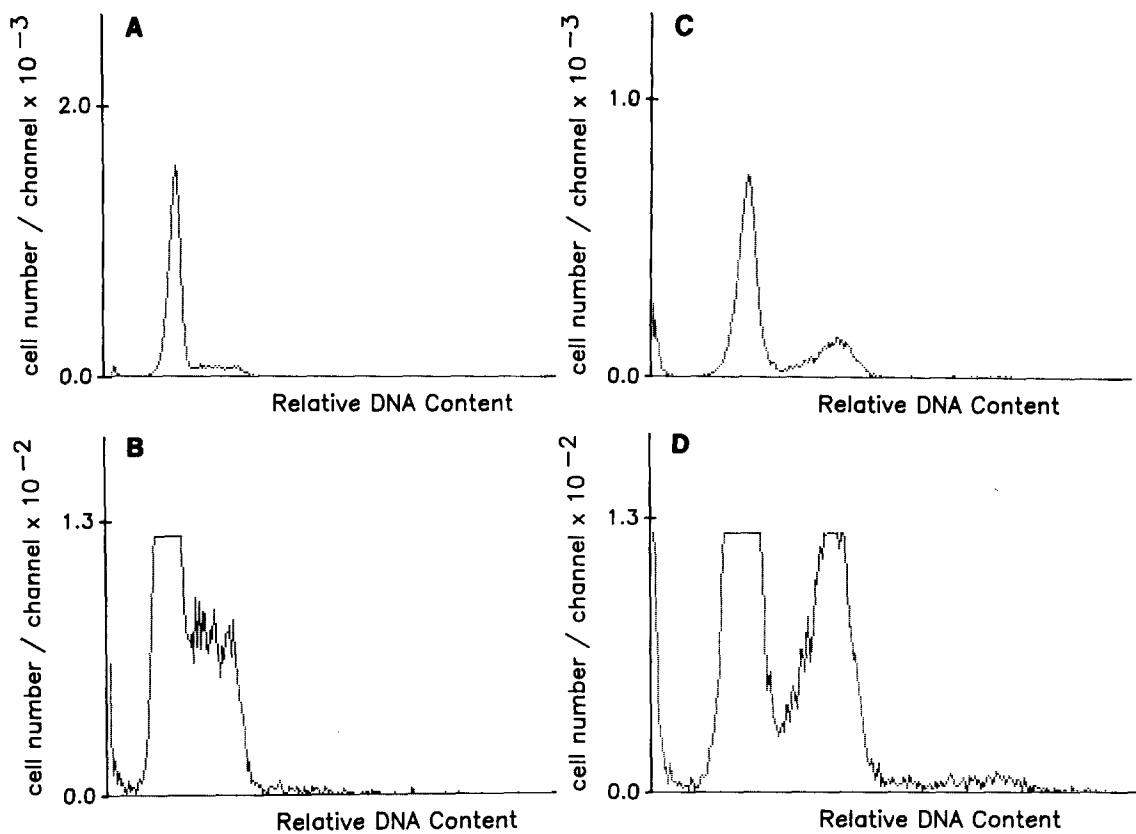 A
cell number / channel x 10 −3
2.0
0.0
Relative DNA Content
C
cell number / channel x 10 −3
1.0
0.0
Relative DNA Content
B
cell number / channel x 10 −2
1.3
0.0
Relative DNA Content
D
cell number / channel x 10 −2
1.3
0.0
Relative DNA Content